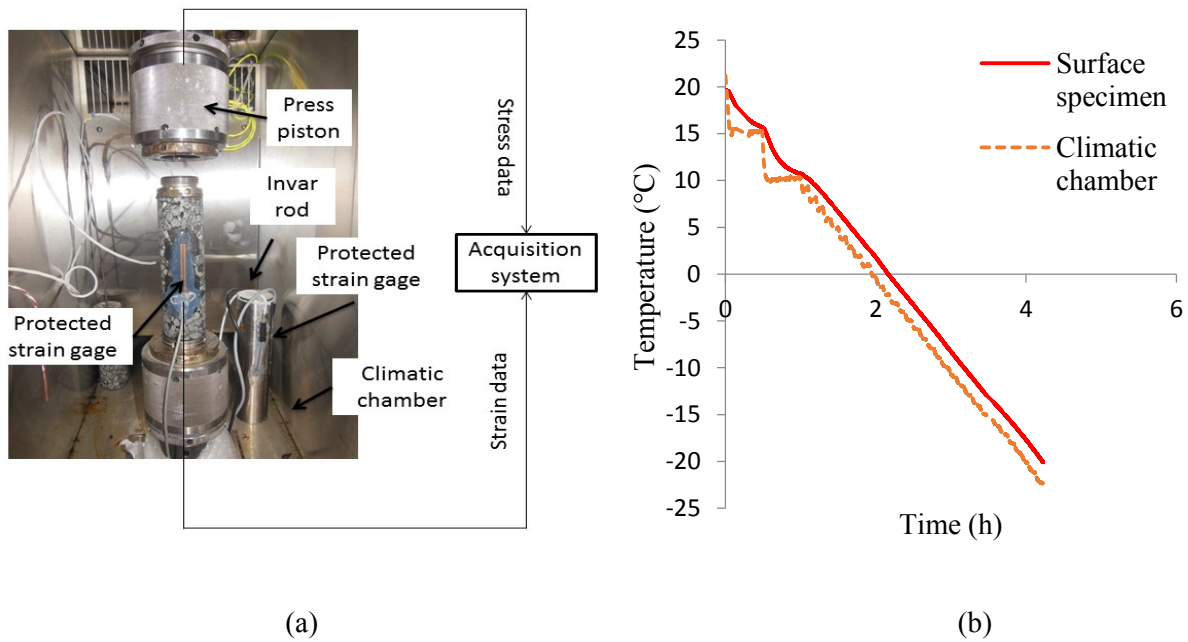 Press
piston
Invar
rod
Protected
strain gage
Protected
strain gage
Climatic
chamber
Stress data
Acquisition
system
Strain data
(a)
25
20
15
10
5
0
-5
-10
-15
-20
-25
0
2
4
6
Temperature (°C)
Time (h)
Surface
specimen
Climatic
chamber
(b)